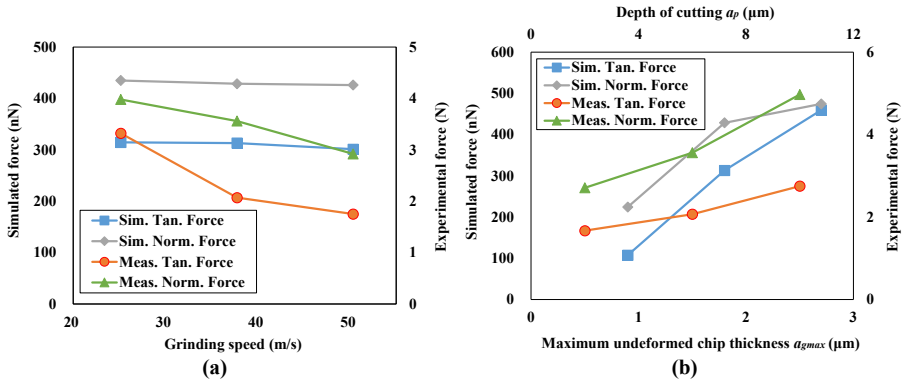 Depth of cutting ap (μm)
0 4 8 12
500
400
300
200
100
0
5
4
3
2
1
0
600
500
400
300
200
100
0
6
4
2
0
Simulated force (nN)
Experimental force (N)
Simulated force (nN)
Experimental force (N)
Sim. Tan. Force
Sim. Norm. Force
Meas. Tan. Force
Meas. Norm. Force
Sim. Tan. Force
Sim. Norm. Force
Meas. Tan. Force
Meas. Norm. Force
20 30 40 50
Grinding speed (m/s)
(a)
0 1 2 3
Maximum undeformed chip thickness agmax (μm)
(b)